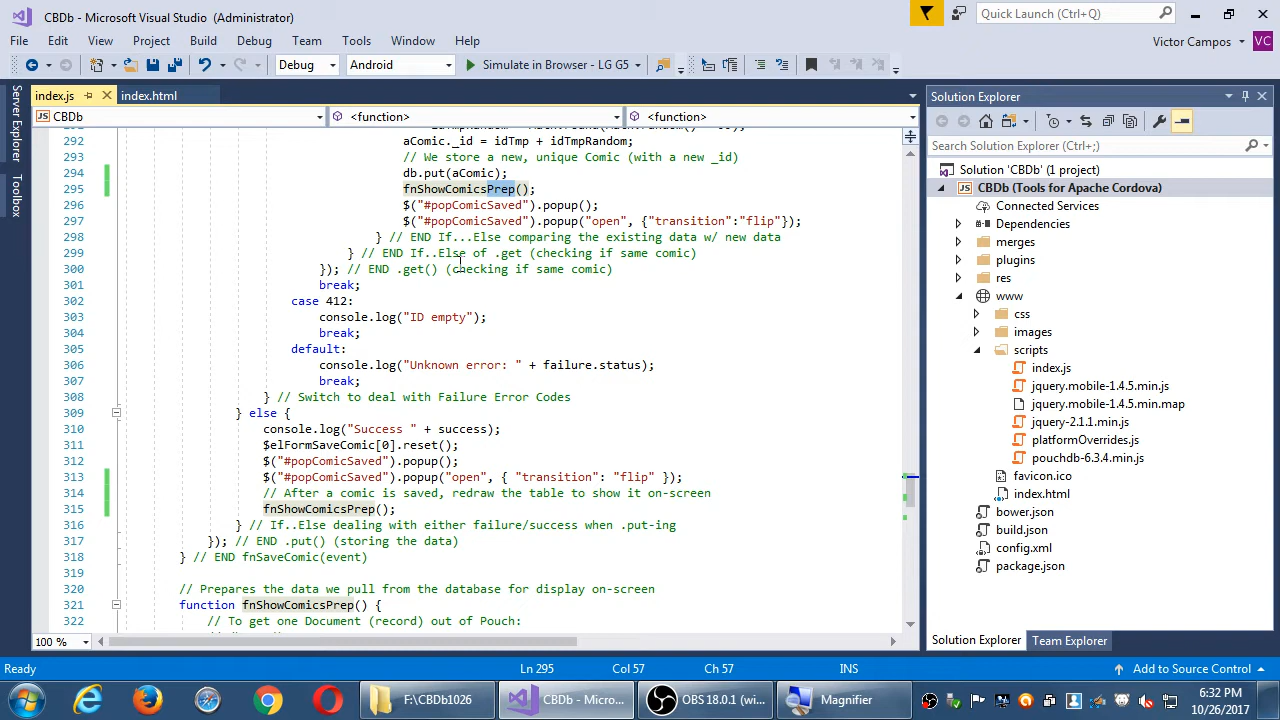 CBDb - Microsoft Visual Studio (Administrator)
Quick Launch (Ctrl+Q)
File Edit View Project Build Debug Team Tools Window Help
Victor Campos VC
Debug Android Simulate in Browser - LG G5
index.js index.html
CBDb <function> <function>
292 aComic._id = idTmp + idTmpRandom;
293 // We store a new, unique Comic (with a new _id)
294 db.put(aComic);
295 fnShowComicsPrep();
296 $("#popComicSaved").popup();
297 $("#popComicSaved").popup("open", {"transition":"flip"});
298 } // END If...Else comparing the existing data w/ new data
299 } // END If..Else of .get (checking if same comic)
300 }); // END .get() (checking if same comic)
301 break;
302 case 412:
303 console.log("ID empty");
304 break;
305 default:
306 console.log("Unknown error: " + failure.status);
307 break;
308 } // Switch to deal with Failure Error Codes
309 } else {
310 console.log("Success " + success);
311 $elFormSaveComic[0].reset();
312 $("#popComicSaved").popup();
313 $("#popComicSaved").popup("open", { "transition": "flip" });
314 // After a comic is saved, redraw the table to show it on-screen
315 fnShowComicsPrep();
316 } // If..Else dealing with either failure/success when .put-ing
317 }); // END .put() (storing the data)
318 } // END fnSaveComic(event)
319
320 // Prepares the data we pull from the database for display on-screen
321 function fnShowComicsPrep() {
322 // To get one Document (record) out of Pouch:
100 %
Server Explorer
Toolbox
Solution Explorer
Search Solution Explorer (Ctrl+;)
Solution 'CBDb' (1 project)
CBDb (Tools for Apache Cordova)
Connected Services
Dependencies
merges
plugins
res
www
css
images
scripts
index.js
jquery.mobile-1.4.5.min.js
jquery.mobile-1.4.5.min.map
jquery-2.1.1.min.js
platformOverrides.js
pouchdb-6.3.4.min.js
favicon.ico
index.html
bower.json
build.json
config.xml
package.json
Solution Explorer Team Explorer
Ready Ln 295 Col 57 Ch 57 INS Add to Source Control
F:\CBDb1026 CBDb - Micro... OBS 18.0.1 (wi... Magnifier
6:32 PM
10/26/2017